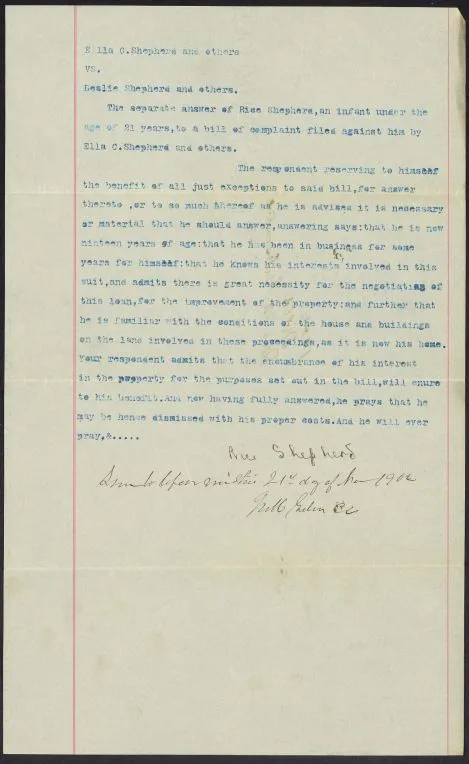 Ella C.Shepherd and others
VS.
Leslie Shepherd and others.
The separate answer of Rice Shepherd,an infant under the
age of 21 years,to a bill of complaint filed against him by
Ella C.Shepherd and others.
The respondent reserving to himself
the benefit of all just exceptions to said bill,for answer
thereto ,or to so much thereof as he is advises it is necessary
or material that he should answer,answering says:that he is now
nineteen years of age:that he has been in business for some
years for himself:that he knows his interests involved in this
suit,and admits there is great necessity for the negotiation of
this loan,for the improvement of the property:and further that
he is familiar with the conditions of the house and buildings
on the land involved in these proceedings,as it is now his home.
Your respondent admits that the encumbrance of his interest
in the property for the purposes set out in the bill,will enure
to his benefit.And now having fully answered,he prays that he
may be hence dismissed with his proper costs.And he will ever
pray,&.....
Rice Shepherd
Sworn to before me this 21st day of 190